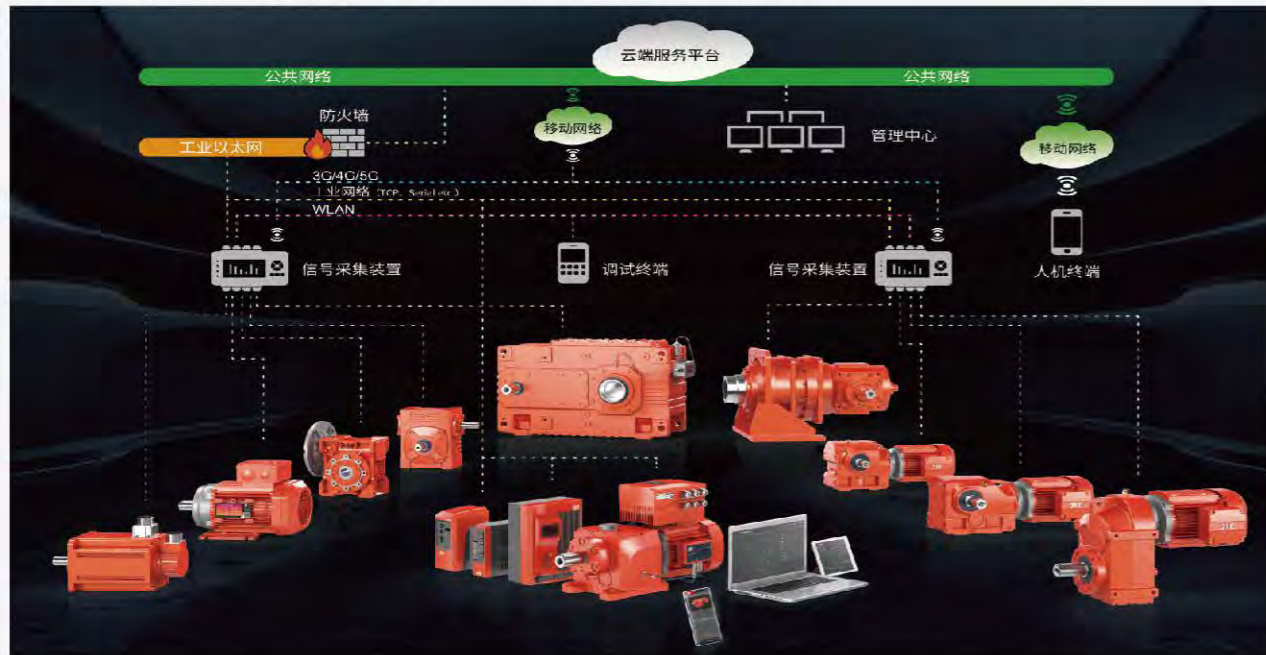 云端服务平台
公共网络
公共网络
防火墙
移动网络
管理中心
工业以太网
移动网络
3G/4G/5G
工业网络 (TCP、Serial etc)
WLAN
信号采集装置
调试终端
信号采集装置
人机终端